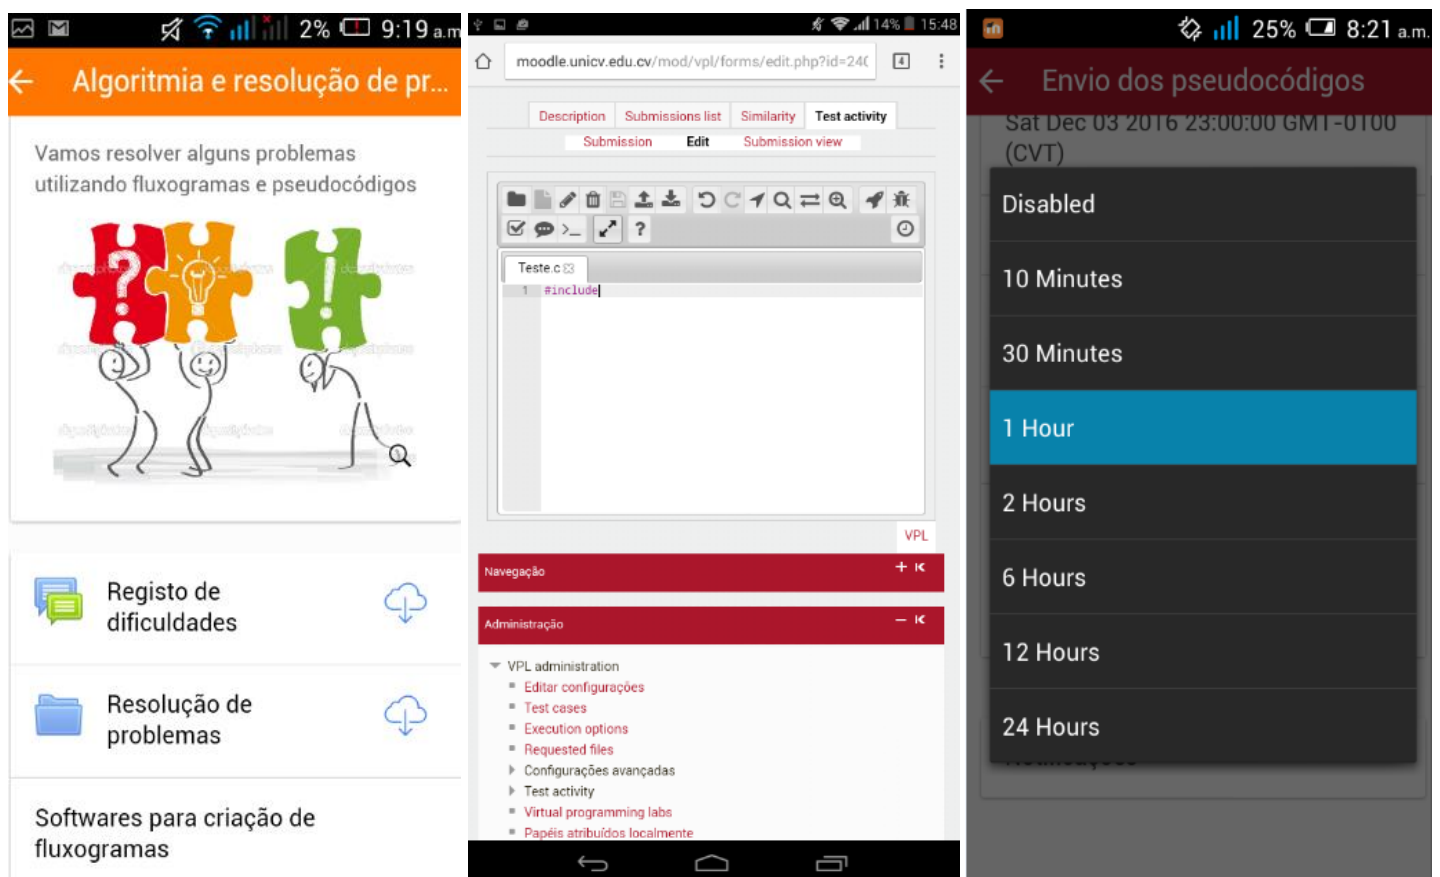 2% 9:19 a.m
Algoritmia e resolução de pr...
Vamos resolver alguns problemas
utilizando fluxogramas e pseudocódigos
Registo de
dificuldades
Resolução de
problemas
Softwares para criação de
fluxogramas
14% 15:48
moodle.unicv.edu.cv/mod/vpl/forms/edit.php?id=240
4
Description Submissions list Similarity Test activity
Submission Edit Submission view
Teste.c
1 #include
VPL
Navegação
Administração
VPL administration
Editar configurações
Test cases
Execution options
Requested files
Configurações avançadas
Test activity
Virtual programming labs
Papéis atribuídos localmente
25% 8:21 a.m.
Envio dos pseudocódigos
Sat Dec 03 2016 23:00:00 GMT-0100
(CVT)
Disabled
10 Minutes
30 Minutes
1 Hour
2 Hours
6 Hours
12 Hours
24 Hours